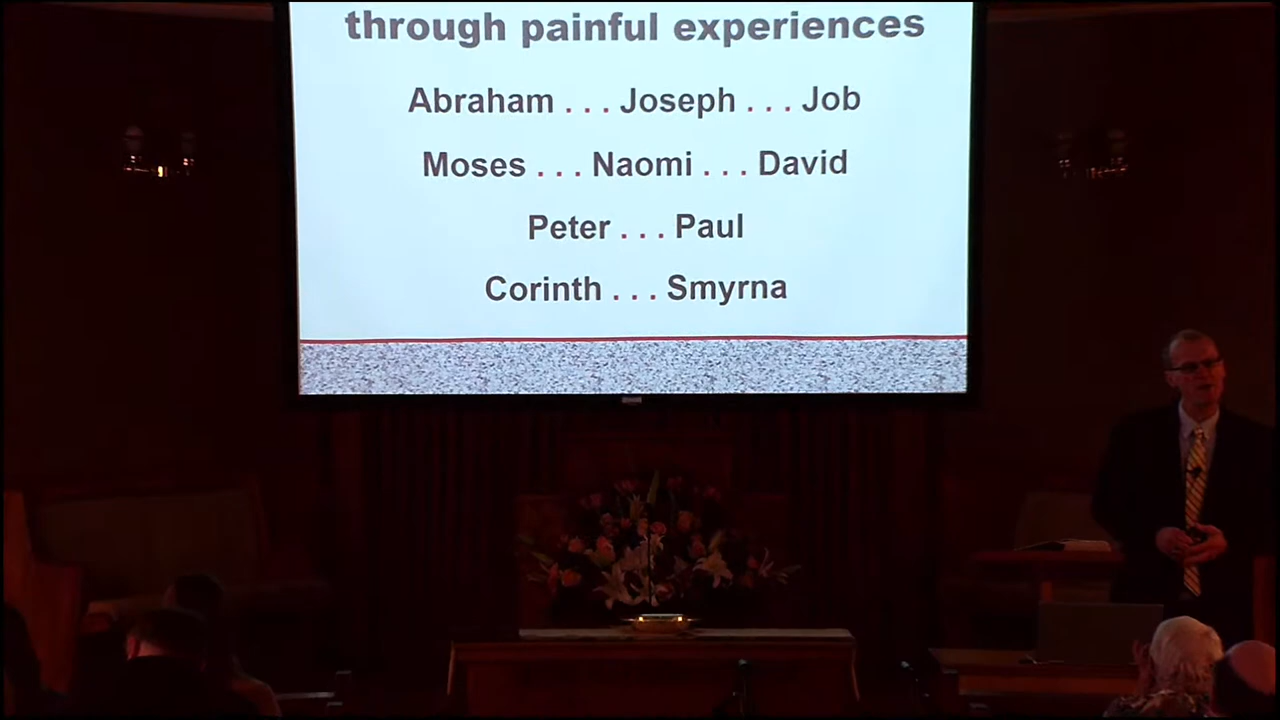 through painful experiences
Abraham . . . Joseph . . . Job
Moses . . . Naomi . . . David
Peter . . . Paul
Corinth . . . Smyrna